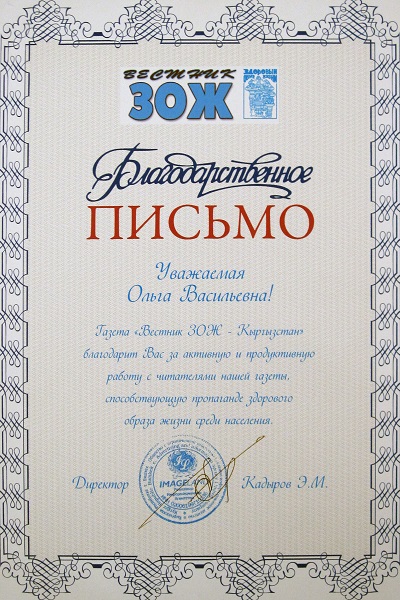 ВЕСТНИК
ЗОЖ
Благодарственное
ПИСЬМО
Уважаемая
Ольга Васильевна!
Газета «Вестник ЗОЖ - Кыргызстан»
благодарит Вас за активную и продуктивную
работу с читателями нашей газеты,
способствующую пропаганде здорового
образа жизни среди населения.
Директор
Кадыров Э.М.